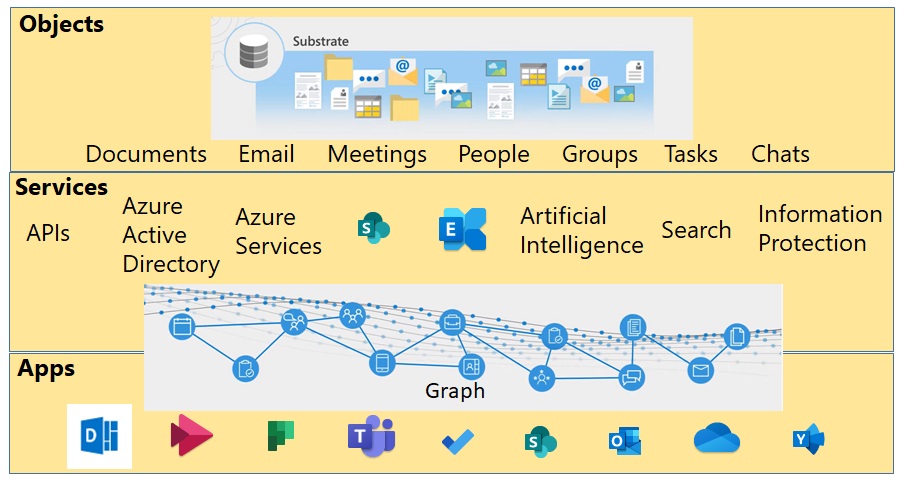 Objects
Substrate
@
@
Documents Email Meetings People Groups Tasks Chats
Services
APIs
Azure
Active
Directory
Azure
Services
S
E
Artificial
Intelligence
Search
Information
Protection
Graph
Apps
D
T
S
O
Y